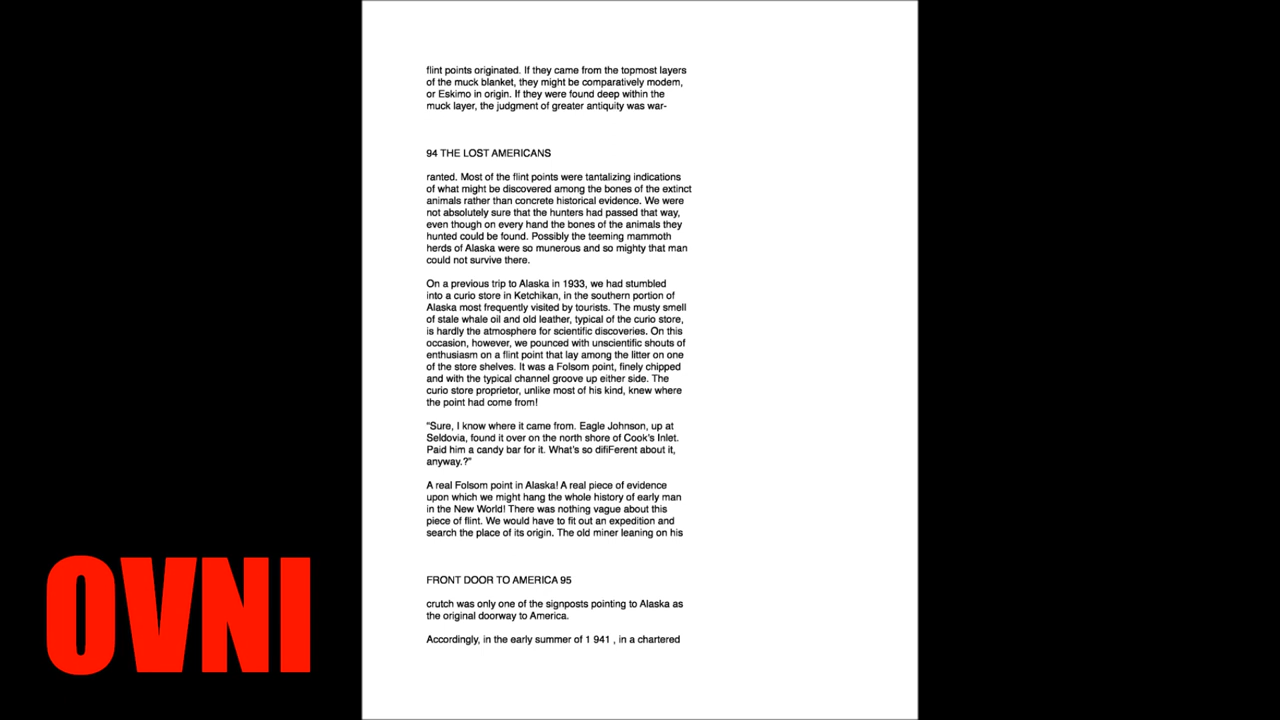 flint points originated. If they came from the topmost layers
of the muck blanket, they might be comparatively modem,
or Eskimo in origin. If they were found deep within the
muck layer, the judgment of greater antiquity was war-
94 THE LOST AMERICANS
ranted. Most of the flint points were tantalizing indications
of what might be discovered among the bones of the extinct
animals rather than concrete historical evidence. We were
not absolutely sure that the hunters had passed that way,
even though on every hand the bones of the animals they
hunted could be found. Possibly the teeming mammoth
herds of Alaska were so munerous and so mighty that man
could not survive there.
On a previous trip to Alaska in 1933, we had stumbled
into a curio store in Ketchikan, in the southern portion of
Alaska most frequently visited by tourists. The musty smell
of stale whale oil and old leather, typical of the curio store,
is hardly the atmosphere for scientific discoveries. On this
occasion, however, we pounced with unscientific shouts of
enthusiasm on a flint point that lay among the litter on one
of the store shelves. It was a Folsom point, finely chipped
and with the typical channel groove up either side. The
curio store proprietor, unlike most of his kind, knew where
the point had come from!
“Sure, I know where it came from. Eagle Johnson, up at
Seldovia, found it over on the north shore of Cook's Inlet.
Paid him a candy bar for it. What's so difiFerent about it,
anyway.?”
A real Folsom point in Alaska! A real piece of evidence
upon which we might hang the whole history of early man
in the New World! There was nothing vague about this
piece of flint. We would have to fit out an expedition and
search the place of its origin. The old miner leaning on his
FRONT DOOR TO AMERICA 95
crutch was only one of the signposts pointing to Alaska as
the original doorway to America.
Accordingly, in the early summer of 1 941 , in a chartered
OVNI